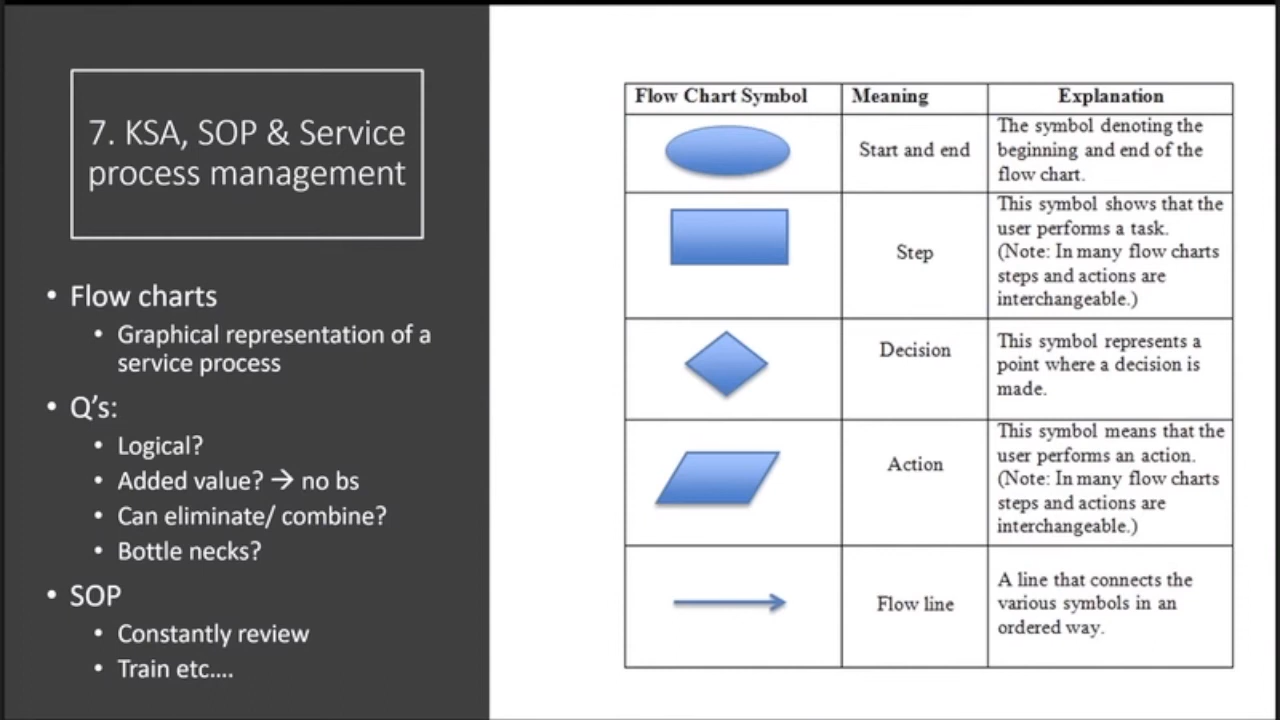 7. KSA, SOP & Service
process management
• Flow charts
• Graphical representation of a
service process
• Q's:
• Logical?
• Added value? → no bs
• Can eliminate/ combine?
• Bottle necks?
• SOP
• Constantly review
• Train etc....
Flow Chart Symbol Meaning Explanation
Start and end
The symbol denoting the
beginning and end of the
flow chart.
Step
This symbol shows that the
user performs a task.
(Note: In many flow charts
steps and actions are
interchangeable.)
Decision
This symbol represents a
point where a decision is
made.
Action
This symbol means that the
user performs an action.
(Note: In many flow charts
steps and actions are
interchangeable.)
Flow line
A line that connects the
various symbols in an
ordered way.